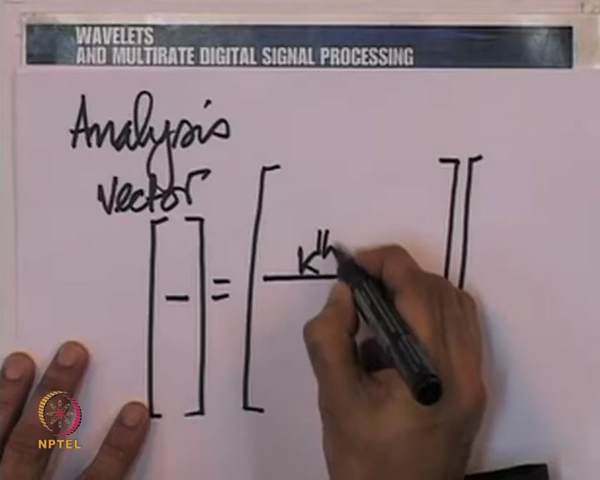 WAVELETS
AND MULTIRATE DIGITAL SIGNAL PROCESSING
Analysis
vector
[ - ] = [ Kth ] [
NPTEL